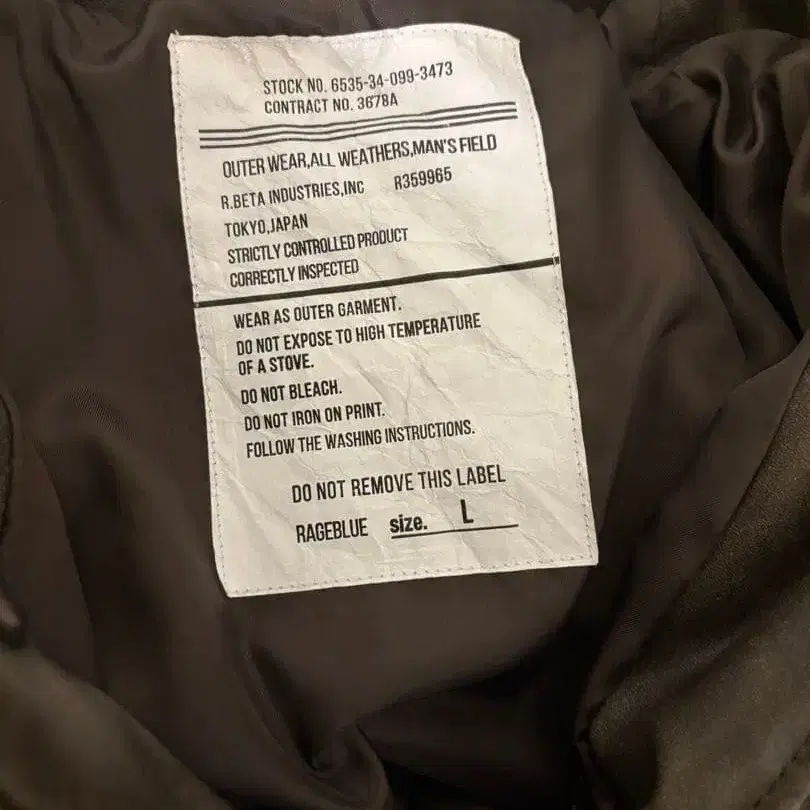 STOCK NO. 6535-34-099-3473
CONTRACT NO. 3678A
OUTER WEAR,ALL WEATHERS,MAN'S FIELD
R.BETA INDUSTRIES,INC R359965
TOKYO,JAPAN
STRICTLY CONTROLLED PRODUCT
CORRECTLY INSPECTED
WEAR AS OUTER GARMENT.
DO NOT EXPOSE TO HIGH TEMPERATURE
OF A STOVE.
DO NOT BLEACH.
DO NOT IRON ON PRINT.
FOLLOW THE WASHING INSTRUCTIONS.
DO NOT REMOVE THIS LABEL
RAGEBLUE size. L